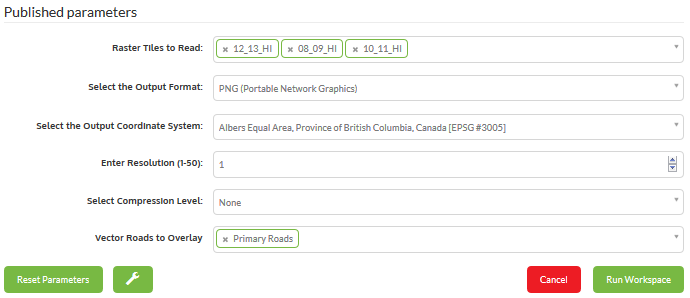 Published parameters
Raster Tiles to Read: × 12_13_HI × 08_09_HI × 10_11_HI
Select the Output Format: PNG (Portable Network Graphics)
Select the Output Coordinate System: Albers Equal Area, Province of British Columbia, Canada [EPSG #3005]
Enter Resolution (1-50): 1
Select Compression Level: None
Vector Roads to Overlay × Primary Roads
Reset Parameters Cancel Run Workspace